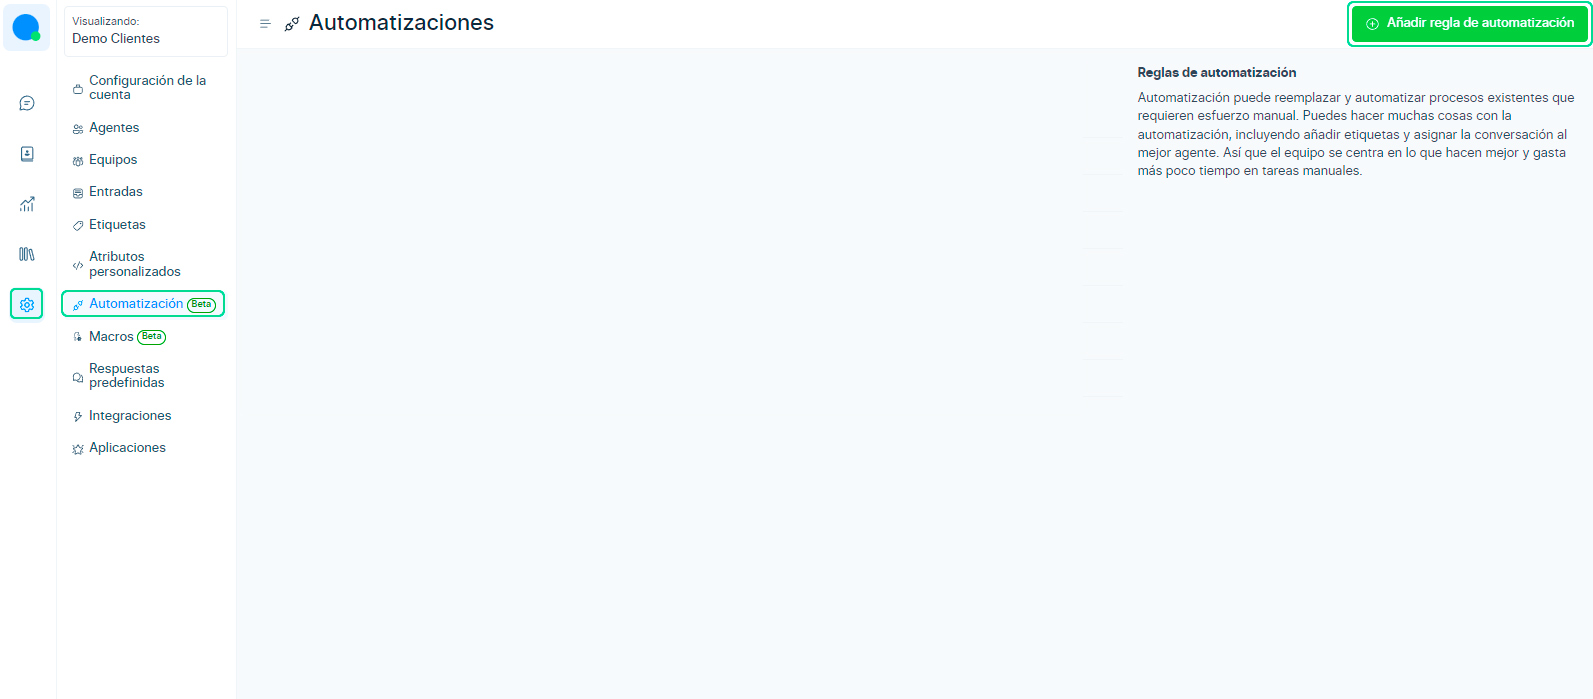 Visualizando:
Demo Clientes
Configuración de la
cuenta
Agentes
Equipos
Entradas
Etiquetas
Atributos
personalizados
Automatización Beta
Macros Beta
Respuestas
predefinidas
Integraciones
Aplicaciones
Automatizaciones
Añadir regla de automatización
Reglas de automatización
Automatización puede reemplazar y automatizar procesos existentes que
requieren esfuerzo manual. Puedes hacer muchas cosas con la
automatización, incluyendo añadir etiquetas y asignar la conversación al
mejor agente. Así que el equipo se centra en lo que hacen mejor y gasta
más poco tiempo en tareas manuales.